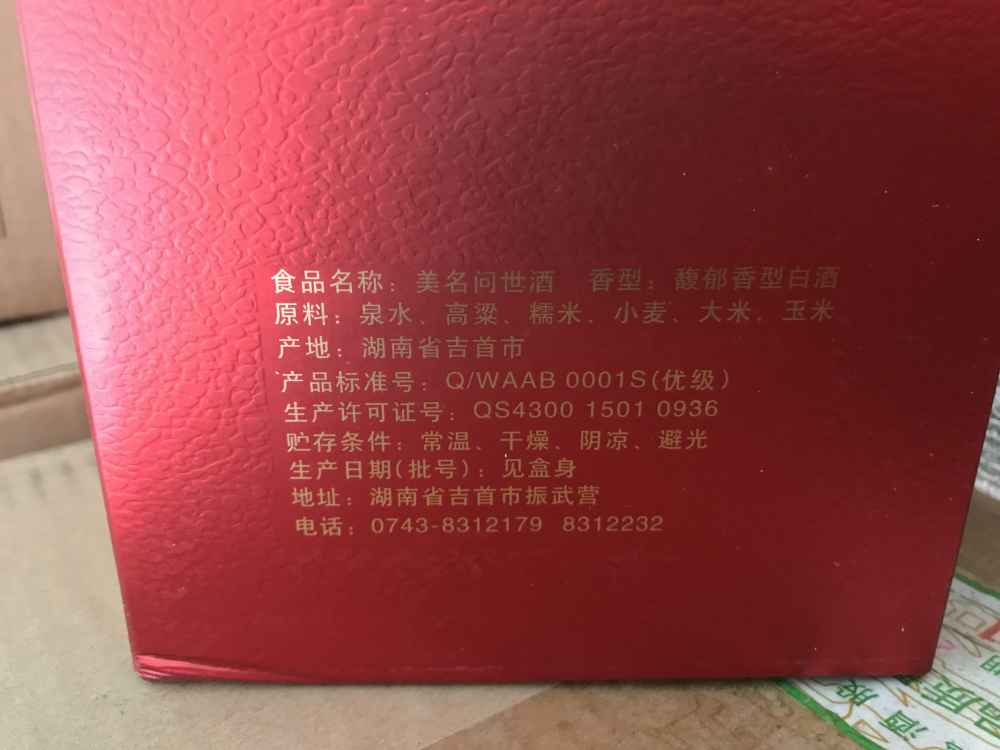 食品名称：美名问世酒 香型：馥郁香型白酒
原料：泉水、高粱、糯米、小麦、大米、玉米
产地：湖南省吉首市
产品标准号：Q/WAAB 0001S(优级)
生产许可证号：QS4300 1501 0936
贮存条件：常温、干燥、阴凉、避光
生产日期(批号)：见盒身
地址：湖南省吉首市振武营
电话：0743-8312179 8312232
酒股
品质